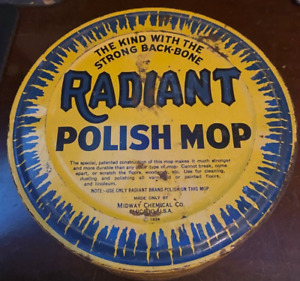 THE KIND WITH THE
STRONG BACK-BONE
RADIANT
POLISH MOP
The special, patented construction of this mop makes it much stronger
and more durable than any other type of mop. Cannot break, come
apart, or scratch the floors, woodwork, etc. Use for cleaning,
dusting and polishing all varnished or painted floors,
and linoleum.
NOTE:-USE ONLY RADIANT BRAND POLISH ON THIS MOP
MADE ONLY BY
MIDWAY CHEMICAL CO.
CHICAGO, U.S.A.